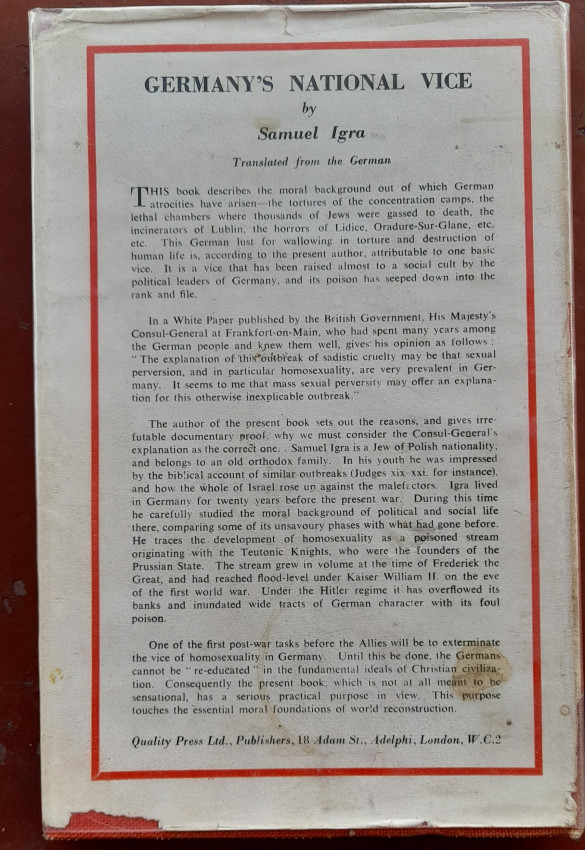 GERMANY'S NATIONAL VICE
by
Samuel Igra
Translated from the German
THIS book describes the moral background out of which German
atrocities have arisen—the tortures of the concentration camps, the
lethal chambers where thousands of Jews were gassed to death, the
incinerators of Lublin, the horrors of Lidice, Oradure-Sur-Glane, etc.
etc. This German lust for wallowing in torture and destruction of
human life is, according to the present author, attributable to one basic
vice. It is a vice that has been raised almost to a social cult by the
political leaders of Germany, and its poison has seeped down into the
rank and file.
In a White Paper published by the British Government, His Majesty's
Consul-General at Frankfort-on-Main, who had spent many years among
the German people and knew them well, gives his opinion as follows :
" The explanation of this outbreak of sadistic cruelty may be that sexual
perversion, and in particular homosexuality, are very prevalent in Ger-
many. It seems to me that mass sexual perversity may offer an explana-
tion for this otherwise inexplicable outbreak."
The author of the present book sets out the reasons, and gives irre-
futable documentary proof, why we must consider the Consul-General's
explanation as the correct one. Samuel Igra is a Jew of Polish nationality,
and belongs to an old orthodox family. In his youth he was impressed
by the biblical account of similar outbreaks (Judges xix-xxi, for instance),
and how the whole of Israel rose up against the malefactors. Igra lived
in Germany for twenty years before the present war. During this time
he carefully studied the moral background of political and social life
there, comparing some of its unsavoury phases with what had gone before.
He traces the development of homosexuality as a poisoned stream
originating with the Teutonic Knights, who were the founders of the
Prussian State. The stream grew in volume at the time of Frederick the
Great, and had reached flood-level under Kaiser William II. on the eve
of the first world war. Under the Hitler regime it has overflowed its
banks and inundated wide tracts of German character with its foul
poison.
One of the first post-war tasks before the Allies will be to exterminate
the vice of homosexuality in Germany. Until this be done, the Germans
cannot be " re-educated " in the fundamental ideals of Christian civiliza-
tion. Consequently the present book, which is not at all meant to be
sensational, has a serious practical purpose in view. This purpose
touches the essential moral foundations of world reconstruction.
Quality Press Ltd., Publishers, 18 Adam St., Adelphi, London, W.C.2